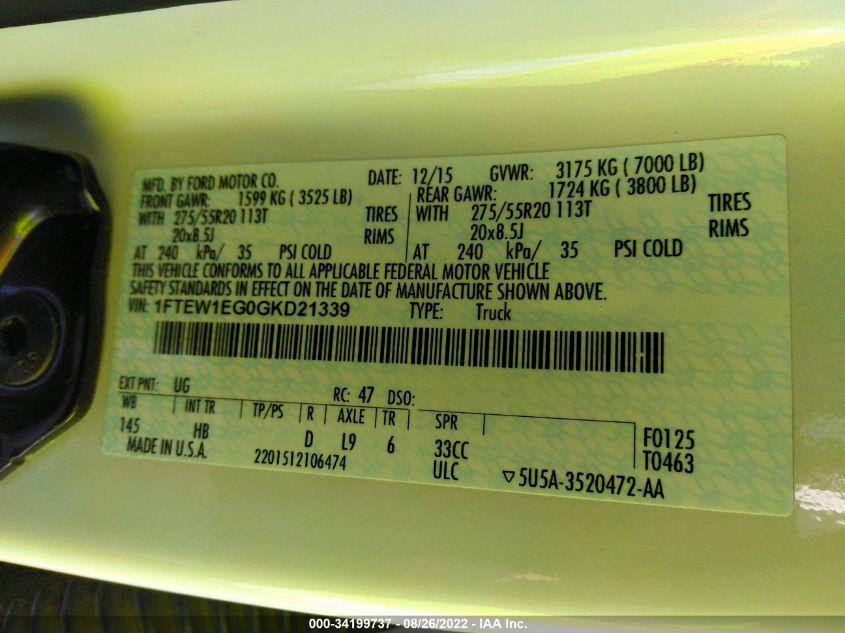 MFD. BY FORD MOTOR CO. DATE: 12/15 GVWR: 3175 KG ( 7000 LB)
FRONT GAWR: 1599 KG ( 3525 LB) REAR GAWR: 1724 KG ( 3800 LB)
WITH 275/55R20 113T TIRES WITH 275/55R20 113T TIRES
20x8.5J RIMS 20x8.5J RIMS
AT 240 kPa/ 35 PSI COLD AT 240 kPa/ 35 PSI COLD
THIS VEHICLE CONFORMS TO ALL APPLICABLE FEDERAL MOTOR VEHICLE
SAFETY STANDARDS IN EFFECT ON THE DATE OF MANUFACTURE SHOWN ABOVE.
VIN: 1FTEW1EG0GKD21339 TYPE: Truck
EXT PNT: UG RC: 47 DSO:
WB INT TR TP/PS R AXLE TR SPR
145 HB D L9 6 33CC F0125
MADE IN U.S.A. 2201512106474 ULC T0463
▽5U5A-3520472-AA
000-34199737 - 08/26/2022 - IAA Inc.